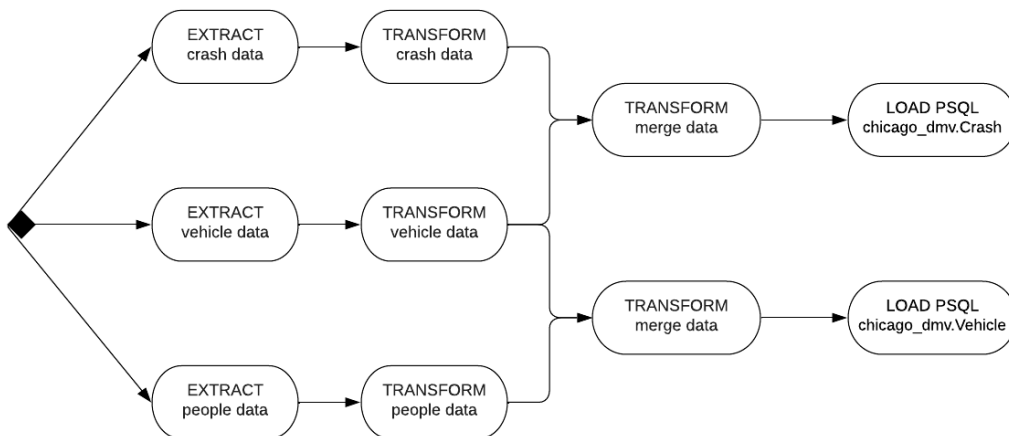 EXTRACT
crash data
TRANSFORM
crash data
TRANSFORM
merge data
LOAD PSQL
chicago_dmv.Crash
EXTRACT
vehicle data
TRANSFORM
vehicle data
TRANSFORM
merge data
LOAD PSQL
chicago_dmv.Vehicle
EXTRACT
people data
TRANSFORM
people data